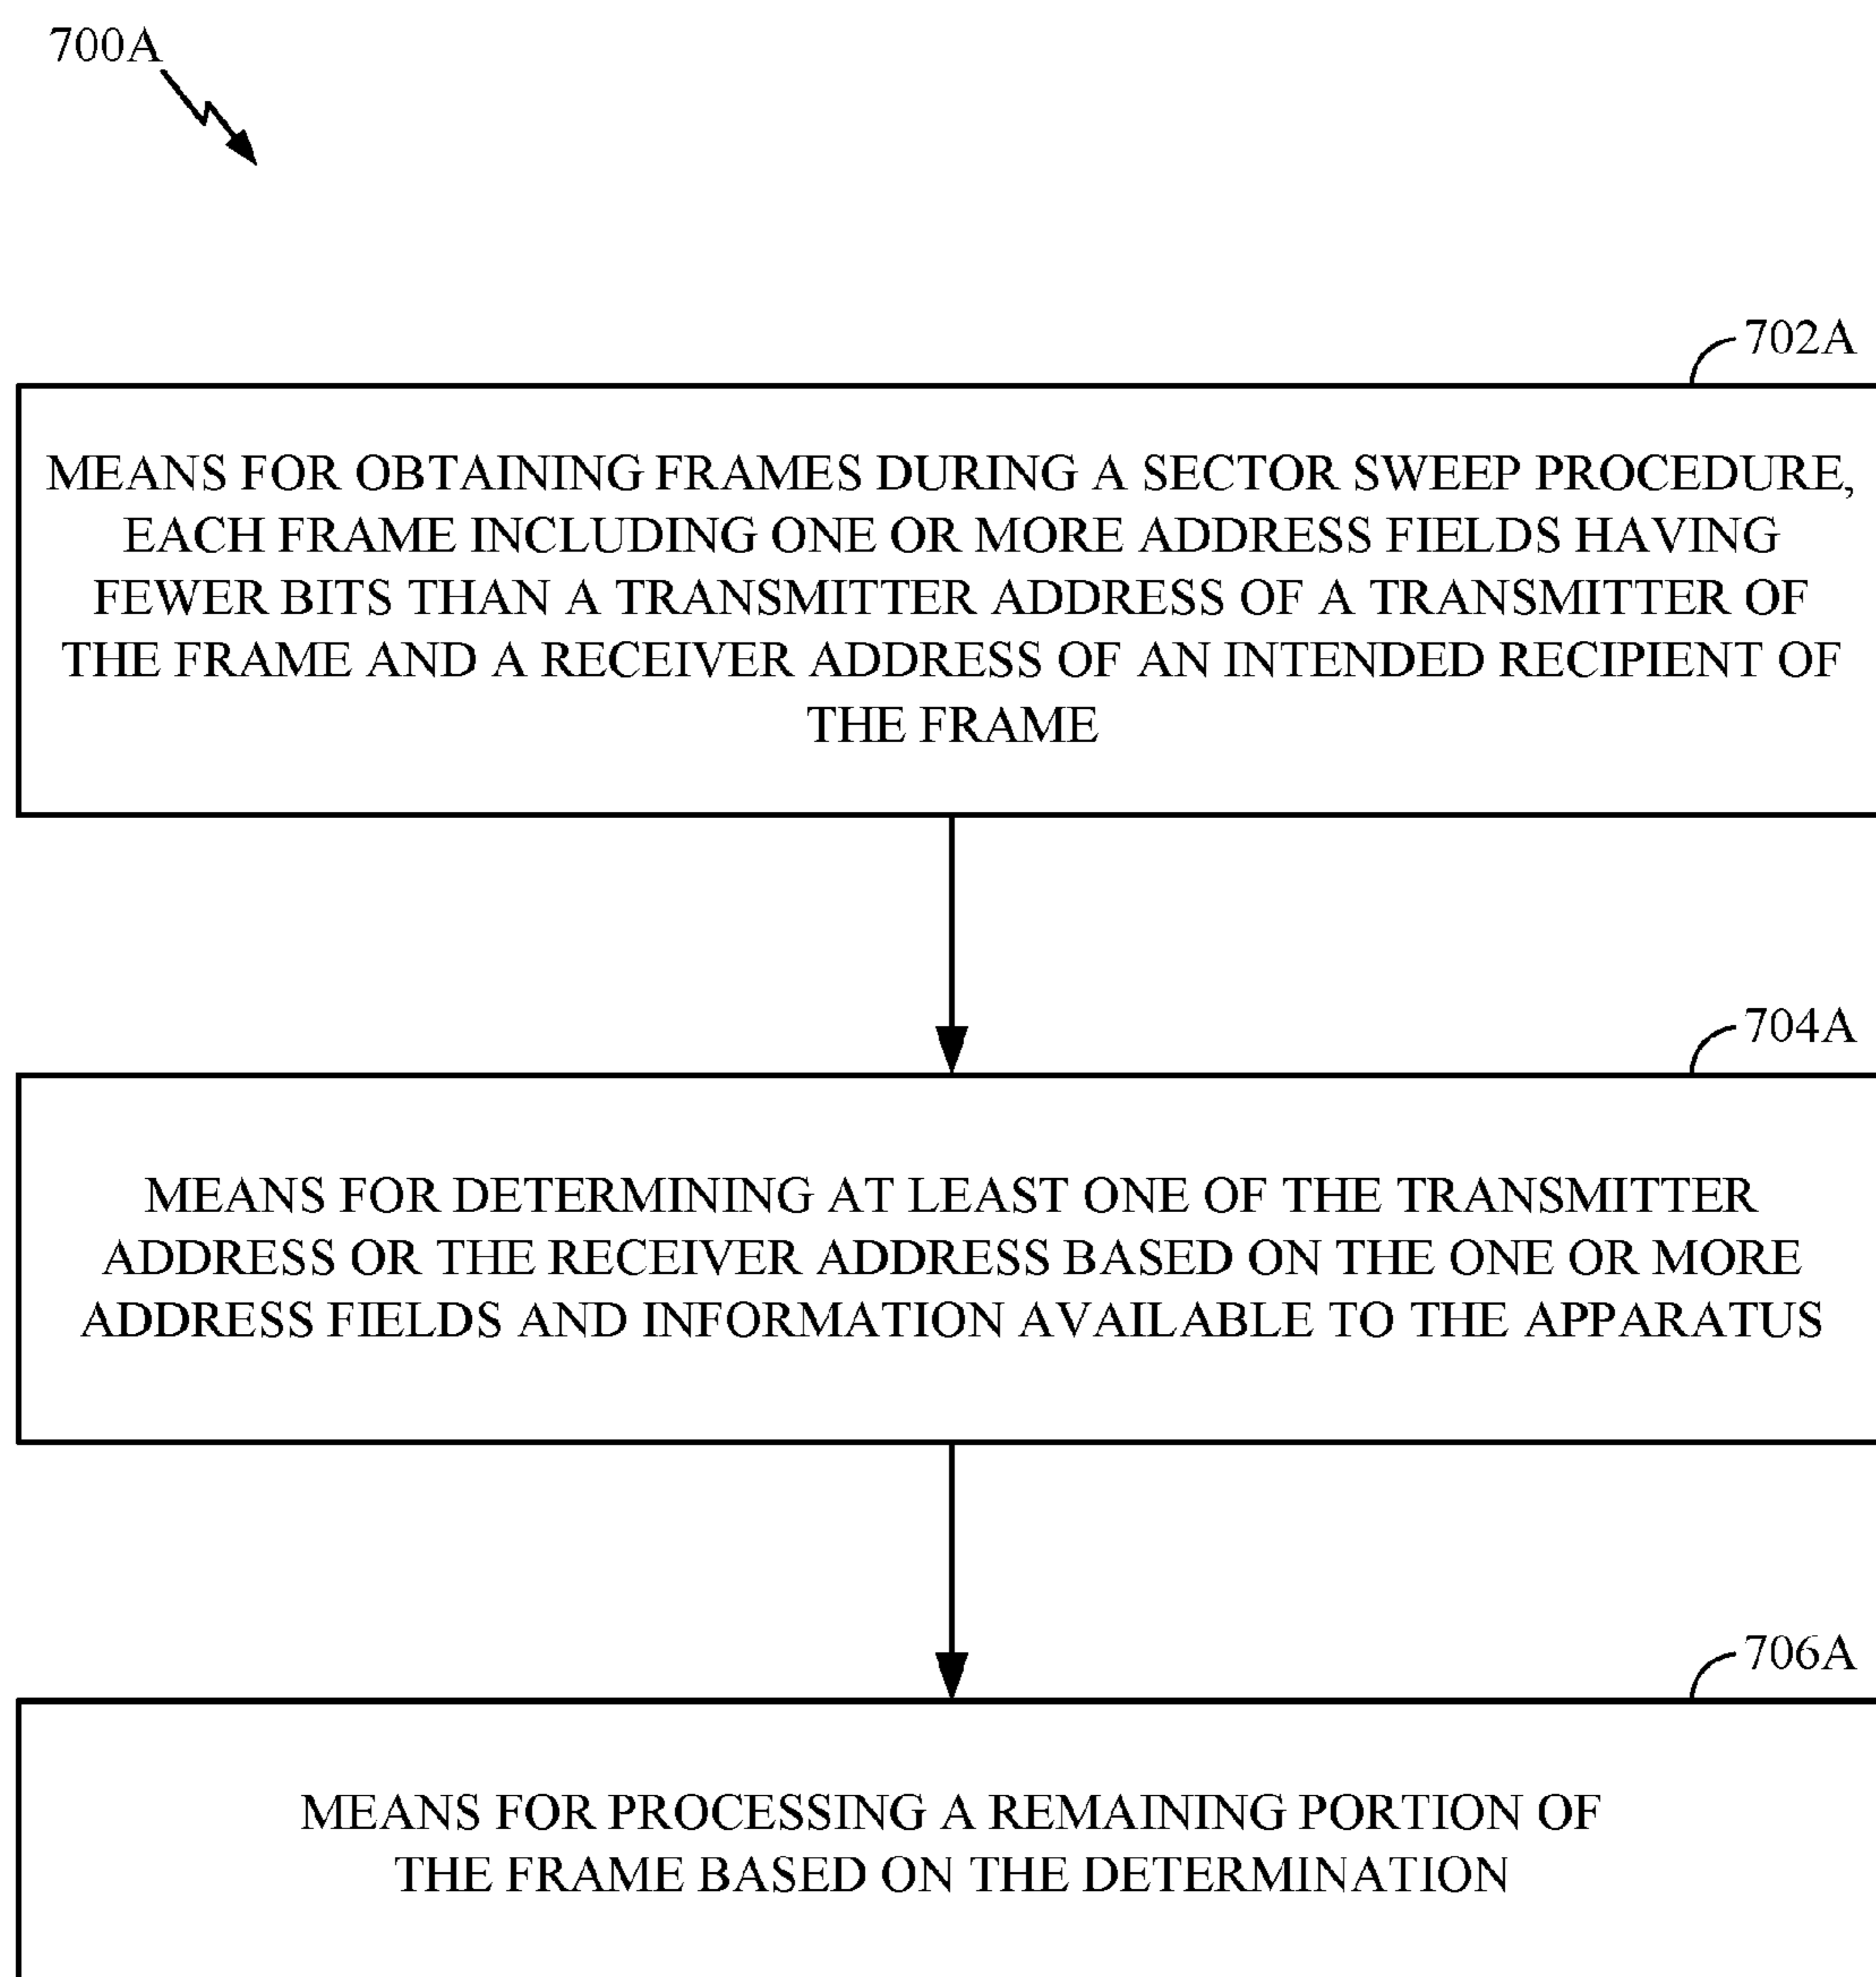 700A
702A
MEANS FOR OBTAINING FRAMES DURING A SECTOR SWEEP PROCEDURE,
EACH FRAME INCLUDING ONE OR MORE ADDRESS FIELDS HAVING
FEWER BITS THAN A TRANSMITTER ADDRESS OF A TRANSMITTER OF
THE FRAME AND A RECEIVER ADDRESS OF AN INTENDED RECIPIENT OF
THE FRAME
704A
MEANS FOR DETERMINING AT LEAST ONE OF THE TRANSMITTER
ADDRESS OR THE RECEIVER ADDRESS BASED ON THE ONE OR MORE
ADDRESS FIELDS AND INFORMATION AVAILABLE TO THE APPARATUS
706A
MEANS FOR PROCESSING A REMAINING PORTION OF
THE FRAME BASED ON THE DETERMINATION